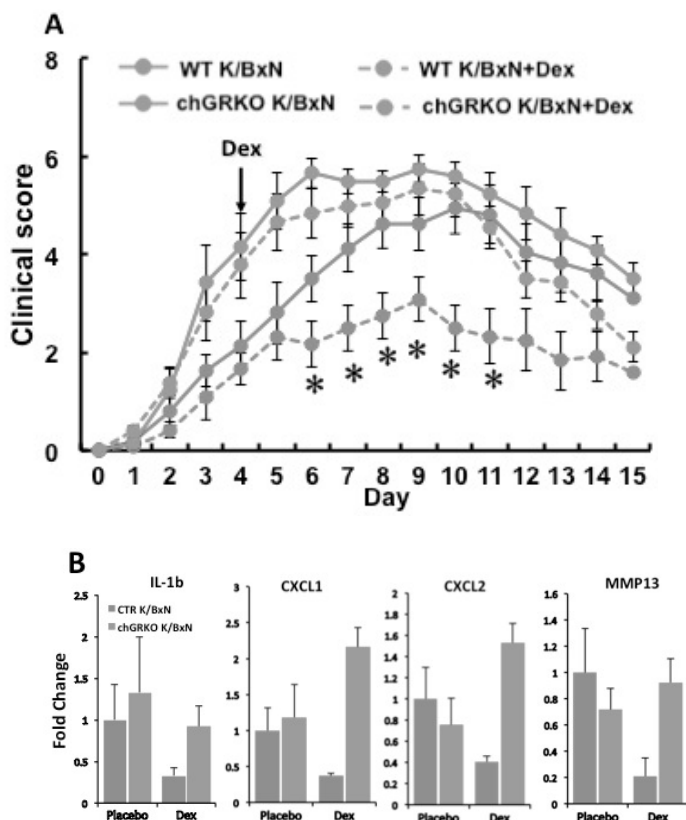 A
8
WT K/BxN
WT K/BxN+Dex
chGRKO K/BxN
chGRKO K/BxN+Dex
6
Dex
Clinical score
4
2
* * * * * *
0
0 1 2 3 4 5 6 7 8 9 10 11 12 13 14 15
Day
B
IL-1b
CTR K/BxN
chGRKO K/BxN
Fold Change
2.5
2
1.5
1
0.5
0
Placebo Dex
CXCL1
3
2.5
2
1.5
1
0.5
0
Placebo Dex
CXCL2
2
1.8
1.6
1.4
1.2
1
0.8
0.6
0.4
0.2
0
Placebo Dex
MMP13
1.6
1.4
1.2
1
0.8
0.6
0.4
0.2
0
Placebo Dex